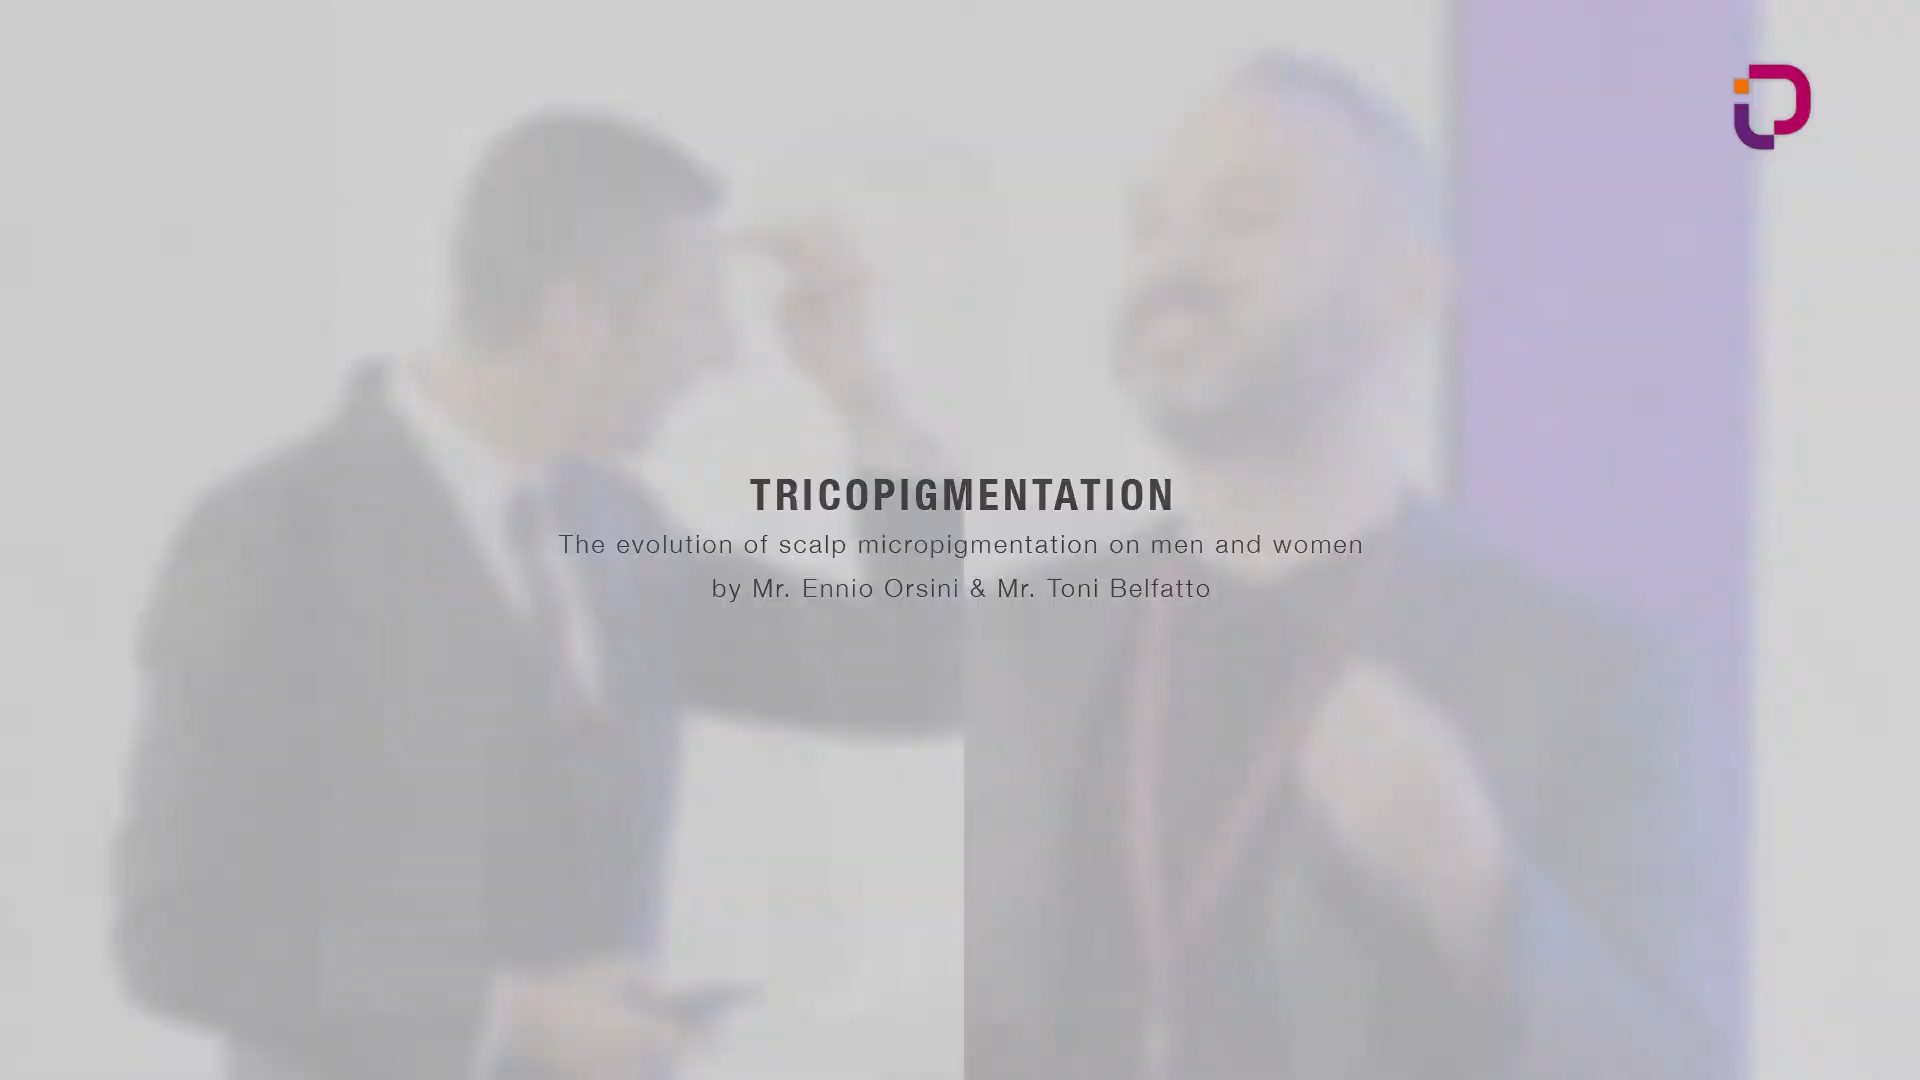 TRICOPIGMENTATION
The evolution of scalp micropigmentation on men and women
by Mr. Ennio Orsini & Mr. Toni Belfatto